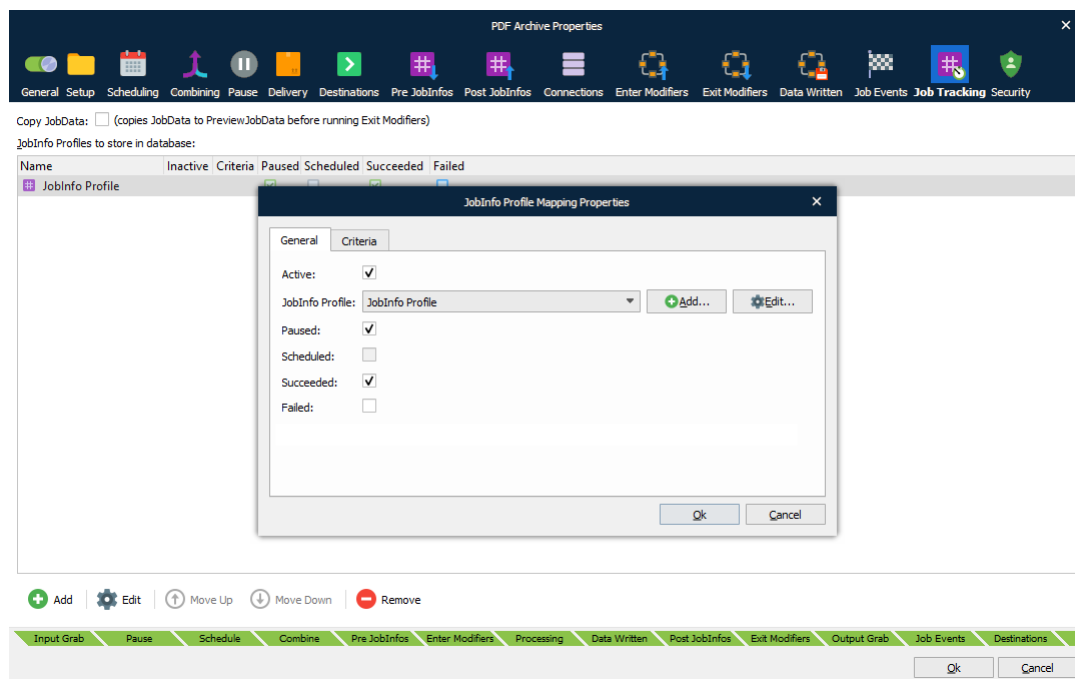 PDF Archive Properties
General Setup Scheduling Combining Pause Delivery Destinations Pre JobInfos Post JobInfos Connections Enter Modifiers Exit Modifiers Data Written Job Events Job Tracking Security
Copy JobData: (copies JobData to PreviewJobData before running Exit Modifiers)
JobInfo Profiles to store in database:
Name Inactive Criteria Paused Scheduled Succeeded Failed
JobInfo Profile
JobInfo Profile Mapping Properties
General Criteria
Active:
JobInfo Profile: JobInfo Profile Add... Edit...
Paused:
Scheduled:
Succeeded:
Failed:
Ok Cancel
Add Edit Move Up Move Down Remove
Input Grab Pause Schedule Combine Pre JobInfos Enter Modifiers Processing Data Written Post JobInfos Exit Modifiers Output Grab Job Events Destinations
Ok Cancel